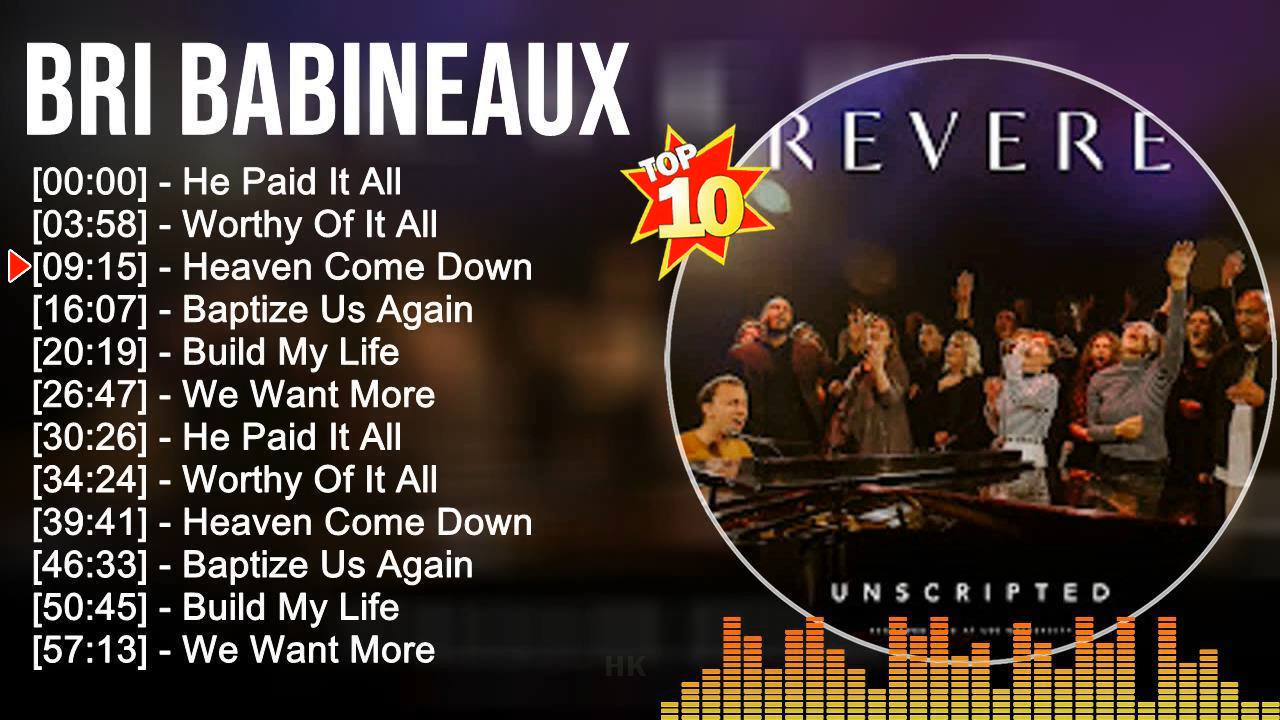 BRI BABINEAUX
[00:00] - He Paid It All
[03:58] - Worthy Of It All
[09:15] - Heaven Come Down
[16:07] - Baptize Us Again
[20:19] - Build My Life
[26:47] - We Want More
[30:26] - He Paid It All
[34:24] - Worthy Of It All
[39:41] - Heaven Come Down
[46:33] - Baptize Us Again
[50:45] - Build My Life
[57:13] - We Want More
TOP
10
REVERE
UNSCRIPTED
HK